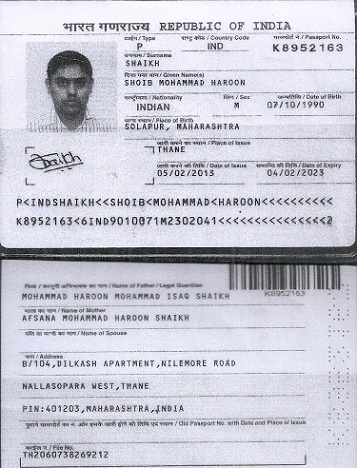 भारत गणराज्य REPUBLIC OF INDIA
टाईप / Type राष्ट्र कोड / Country Code पासपोर्ट नं. / Passport No.
P IND K8952163
उपनाम / Surname
SHAIKH
दिया गया नाम / Given Name(s)
SHOIB MOHAMMAD HAROON
राष्ट्रीयता / Nationality लिंग / Sex जन्मतिथि / Date of Birth
INDIAN M 07/10/1990
जन्म स्थान / Place of Birth
SOLAPUR, MAHARASHTRA
जारी करने का स्थान / Place of Issue
THANE
जारी करने की तिथि / Date of Issue समाप्ति की तिथि / Date of Expiry
05/02/2013 04/02/2023
Shaikh
P<INDSHAIKH<<SHOIB<MOHAMMAD<HAROON<<<<<<<<<<
K8952163<6IND9010071M2302041<<<<<<<<<<<<<<2
पिता / कानूनी अभिभावक का नाम / Name of Father / Legal Guardian
K8952163
MOHAMMAD HAROON MOHAMMAD ISAQ SHAIKH
माता का नाम / Name of Mother
AFSANA MOHAMMAD HAROON SHAIKH
पति या पत्नी का नाम / Name of Spouse
पता / Address
B/104,DILKASH APARTMENT,NILEMORE ROAD
NALLASOPARA WEST,THANE
PIN:401203,MAHARASHTRA,INDIA
पुराने पासपोर्ट का नं. और इसके जारी होने की तिथि एवं स्थान / Old Passport No. with Date and Place of Issue
फाईल नं. / File No.
TH2060738269212